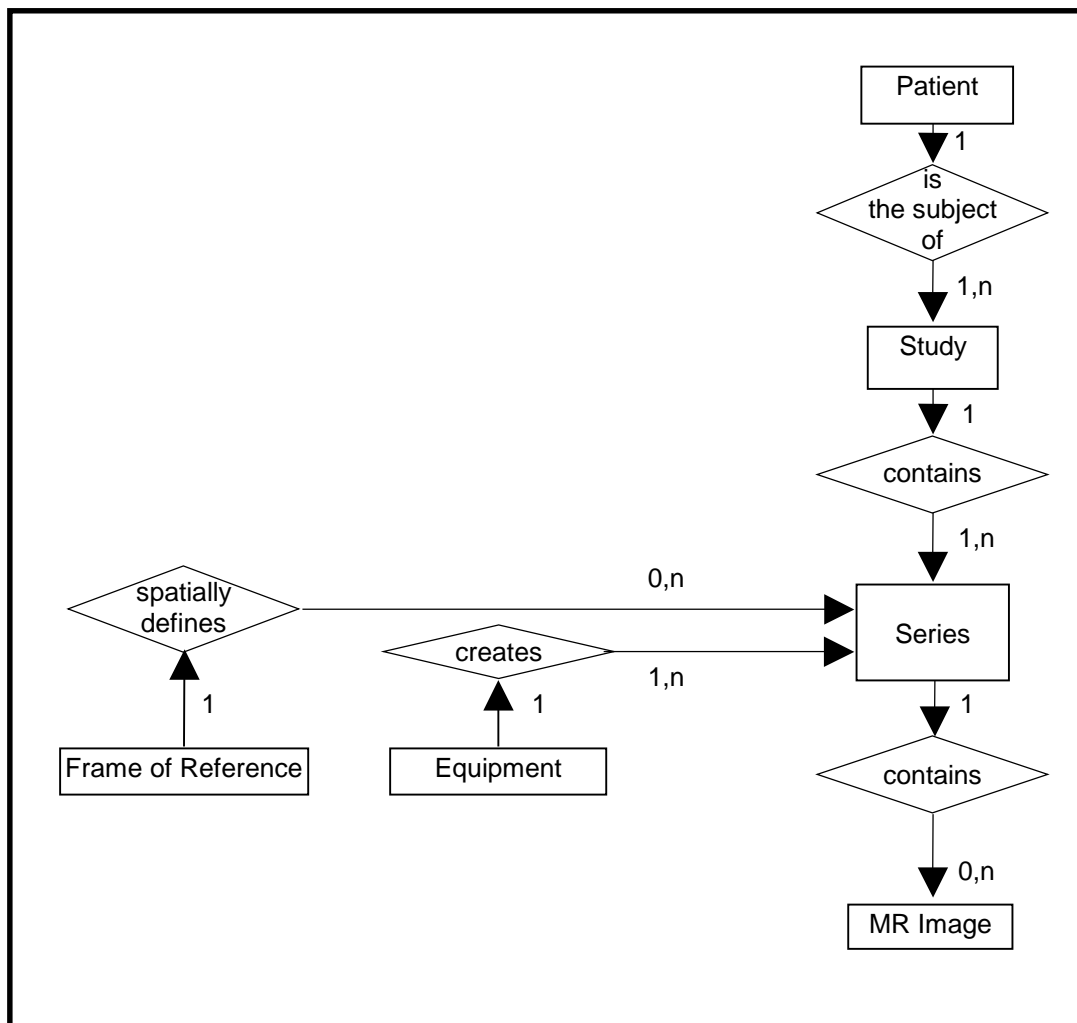 Patient
1
is
the subject
of
1,n
Study
1
contains
1,n
spatially
defines
0,n
Series
creates
1,n
1
1
1
Frame of Reference
Equipment
contains
0,n
MR Image